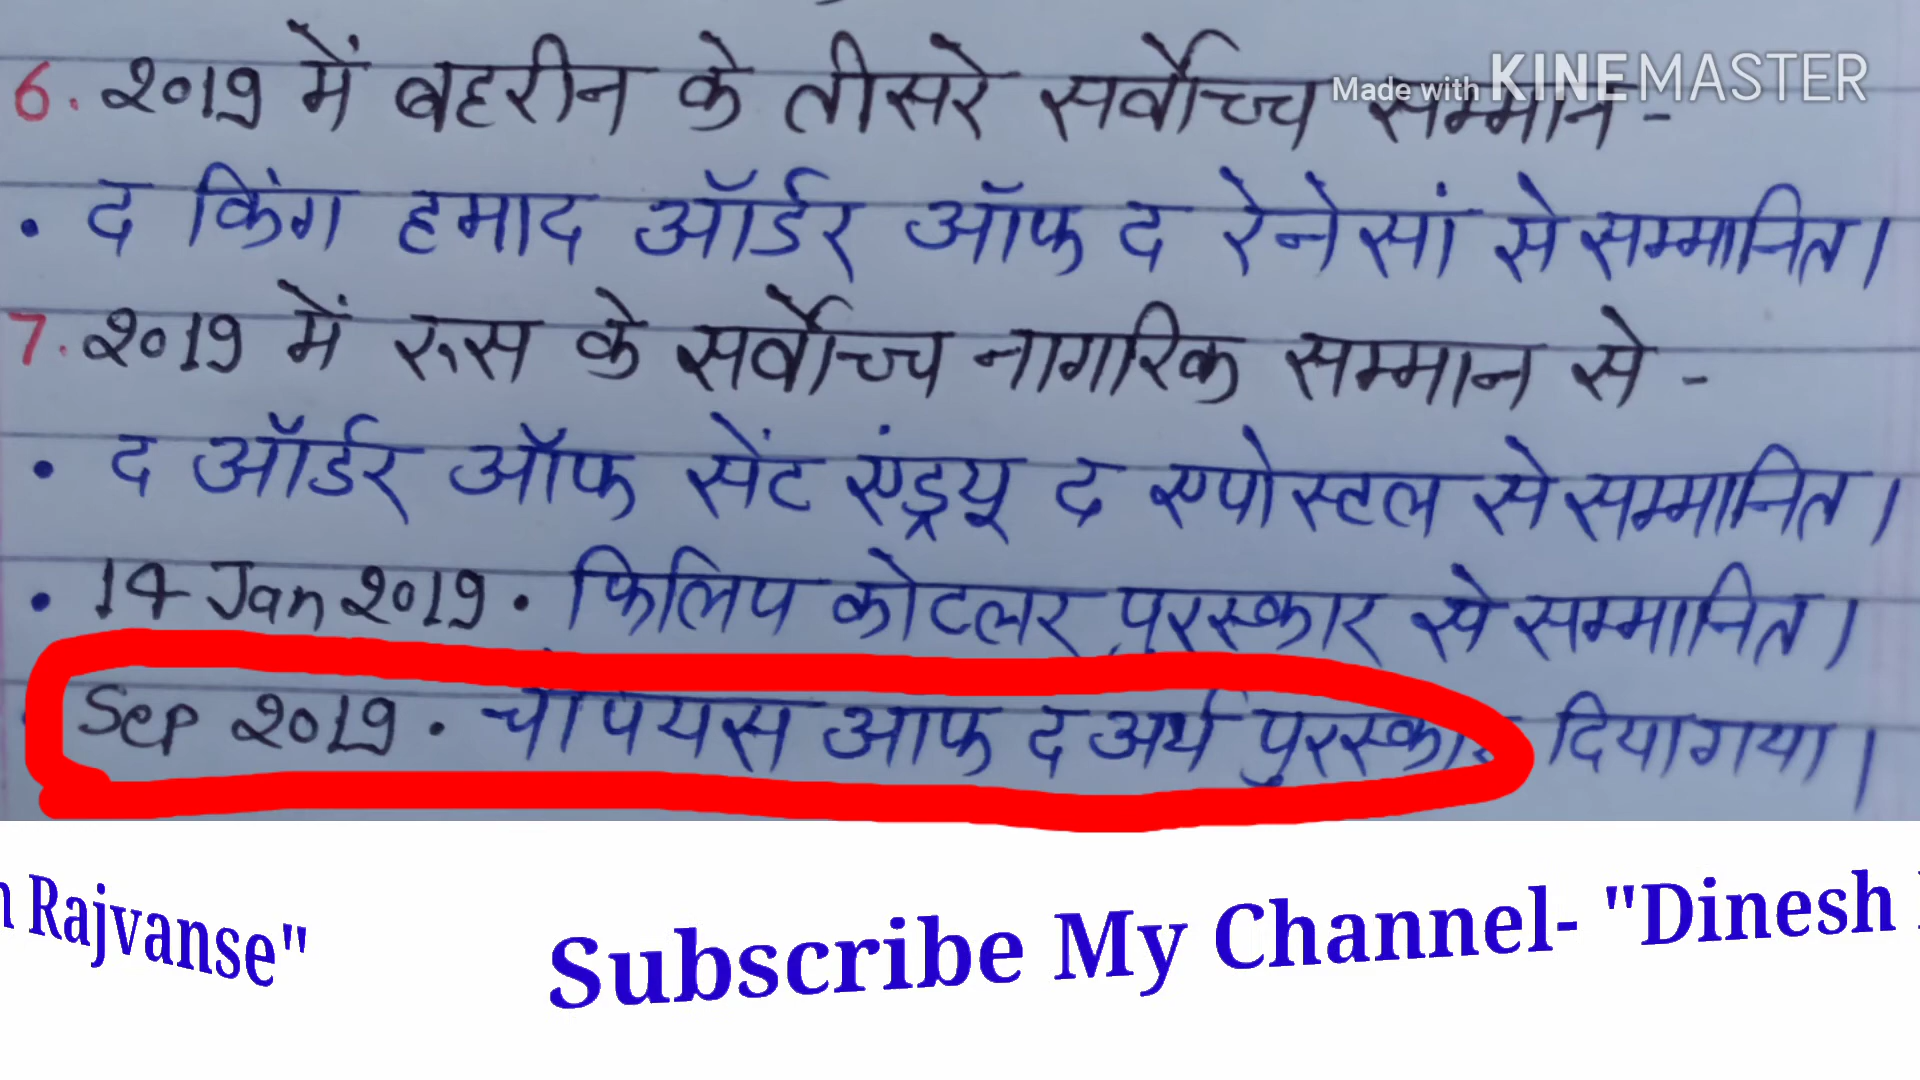 6. 2019 में बहरीन के तीसरे सर्वोच्च सम्मान-
Made with KINEMASTER
• द किंग हमाद ऑर्डर ऑफ द रेनेसां से सम्मानित।
7. 2019 में रूस के सर्वोच्च नागरिक सम्मान से -
• द ऑर्डर ऑफ सेंट एंड्रयू द एपोस्टल से सम्मानित।
• 14 Jan 2019 • फिलिप कोटलर पुरस्कार से सम्मानित।
Sep 2019 • चापयस आफ द अर्थ पुरस्कार दिया गया।
n Rajvanse" Subscribe My Channel- "Dinesh